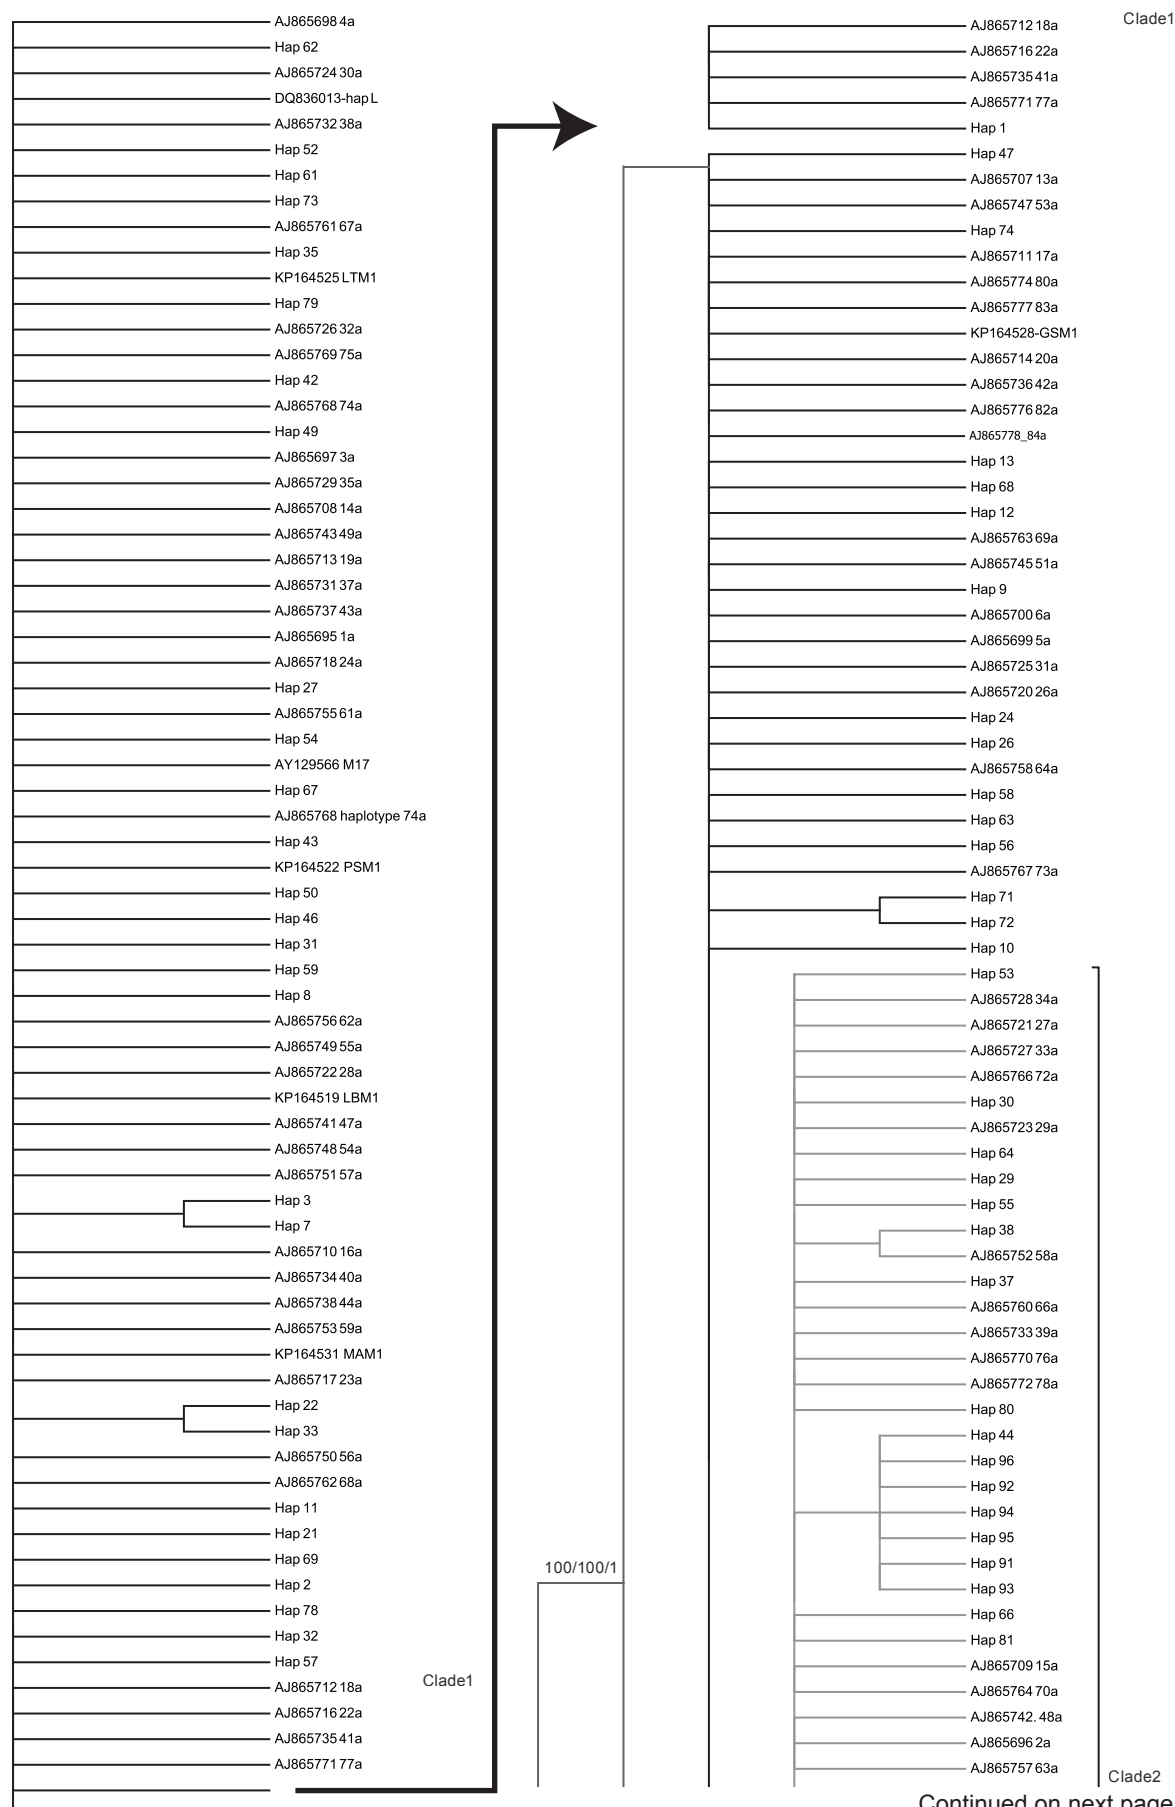 AJ865698 4a
Hap 62
AJ865724 30a
DQ836013-hap L
AJ865732 38a
Hap 52
Hap 61
Hap 73
AJ865761 67a
Hap 35
KP164525 LTM1
Hap 79
AJ865726 32a
AJ865769 75a
Hap 42
AJ865768 74a
Hap 49
AJ865697 3a
AJ865729 35a
AJ865708 14a
AJ865743 49a
AJ865713 19a
AJ865731 37a
AJ865737 43a
AJ865695 1a
AJ865718 24a
Hap 27
AJ865755 61a
Hap 54
AY129566 M17
Hap 67
AJ865768 haplotype 74a
Hap 43
KP164522 PSM1
Hap 50
Hap 46
Hap 31
Hap 59
Hap 8
AJ865756 62a
AJ865749 55a
AJ865722 28a
KP164519 LBM1
AJ865741 47a
AJ865748 54a
AJ865751 57a
Hap 3
Hap 7
AJ865710 16a
AJ865734 40a
AJ865738 44a
AJ865753 59a
KP164531 MAM1
AJ865717 23a
Hap 22
Hap 33
AJ865750 56a
AJ865762 68a
Hap 11
Hap 21
Hap 69
Hap 2
Hap 78
Hap 32
Hap 57
Clade1
AJ865712 18a
AJ865716 22a
AJ865735 41a
AJ865771 77a
Clade1
AJ865712 18a
AJ865716 22a
AJ865735 41a
AJ865771 77a
Hap 1
Hap 47
AJ865707 13a
AJ865747 53a
Hap 74
AJ865711 17a
AJ865774 80a
AJ865777 83a
KP164528-GSM1
AJ865714 20a
AJ865736 42a
AJ865776 82a
AJ865778_84a
Hap 13
Hap 68
Hap 12
AJ865763 69a
AJ865745 51a
Hap 9
AJ865700 6a
AJ865699 5a
AJ865725 31a
AJ865720 26a
Hap 24
Hap 26
AJ865758 64a
Hap 58
Hap 63
Hap 56
AJ865767 73a
Hap 71
Hap 72
Hap 10
Hap 53
AJ865728 34a
AJ865721 27a
AJ865727 33a
AJ865766 72a
Hap 30
AJ865723 29a
Hap 64
Hap 29
Hap 55
Hap 38
AJ865752 58a
Hap 37
AJ865760 66a
AJ865733 39a
AJ865770 76a
AJ865772 78a
Hap 80
Hap 44
Hap 96
Hap 92
Hap 94
Hap 95
Hap 91
100/100/1
Hap 93
Hap 66
Hap 81
AJ865709 15a
AJ865764 70a
AJ865742. 48a
AJ865696 2a
AJ865757 63a
Clade2
Continued on next page